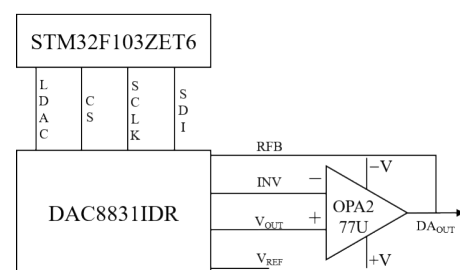 STM32F103ZET6
LDAC
CS
SCLK
SDI
RFB
−V
INV
−
DAC8831IDR
OPA2
77U
VOUT
+
DAOUT
VREF
+V